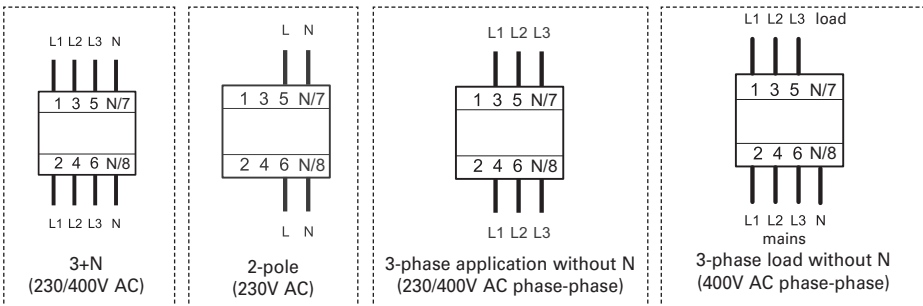 L1 L2 L3 N
1 3 5 N/7
2 4 6 N/8
L1 L2 L3 N
3+N
(230/400V AC)
L N
1 3 5 N/7
2 4 6 N/8
L N
2-pole
(230V AC)
L1 L2 L3
1 3 5 N/7
2 4 6 N/8
L1 L2 L3
3-phase application without N
(230/400V AC phase-phase)
L1 L2 L3 load
1 3 5 N/7
2 4 6 N/8
L1 L2 L3 N
mains
3-phase load without N
(400V AC phase-phase)